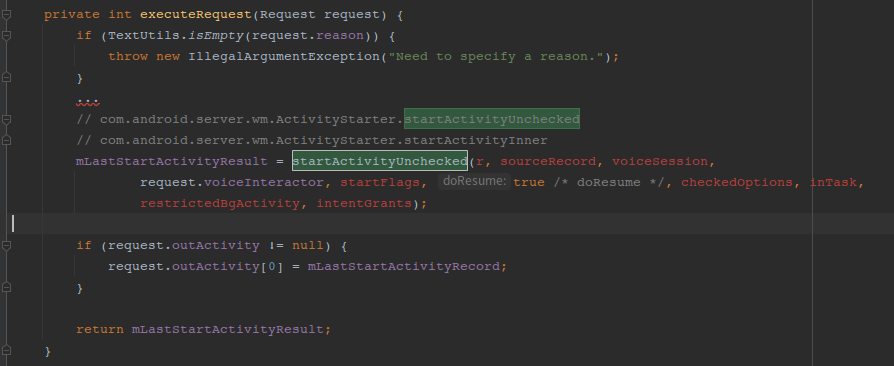 private int executeRequest(Request request) {
if (TextUtils.isEmpty(request.reason)) {
throw new IllegalArgumentException("Need to specify a reason.");
}
...
// com.android.server.wm.ActivityStarter.startActivityUnchecked
// com.android.server.wm.ActivityStarter.startActivityInner
mLastStartActivityResult = startActivityUnchecked(r, sourceRecord, voiceSession,
request.voiceInteractor, startFlags, doResume: true /* doResume */, checkedOptions, inTask,
restrictedBgActivity, intentGrants);
if (request.outActivity != null) {
request.outActivity[0] = mLastStartActivityRecord;
}
return mLastStartActivityResult;
}